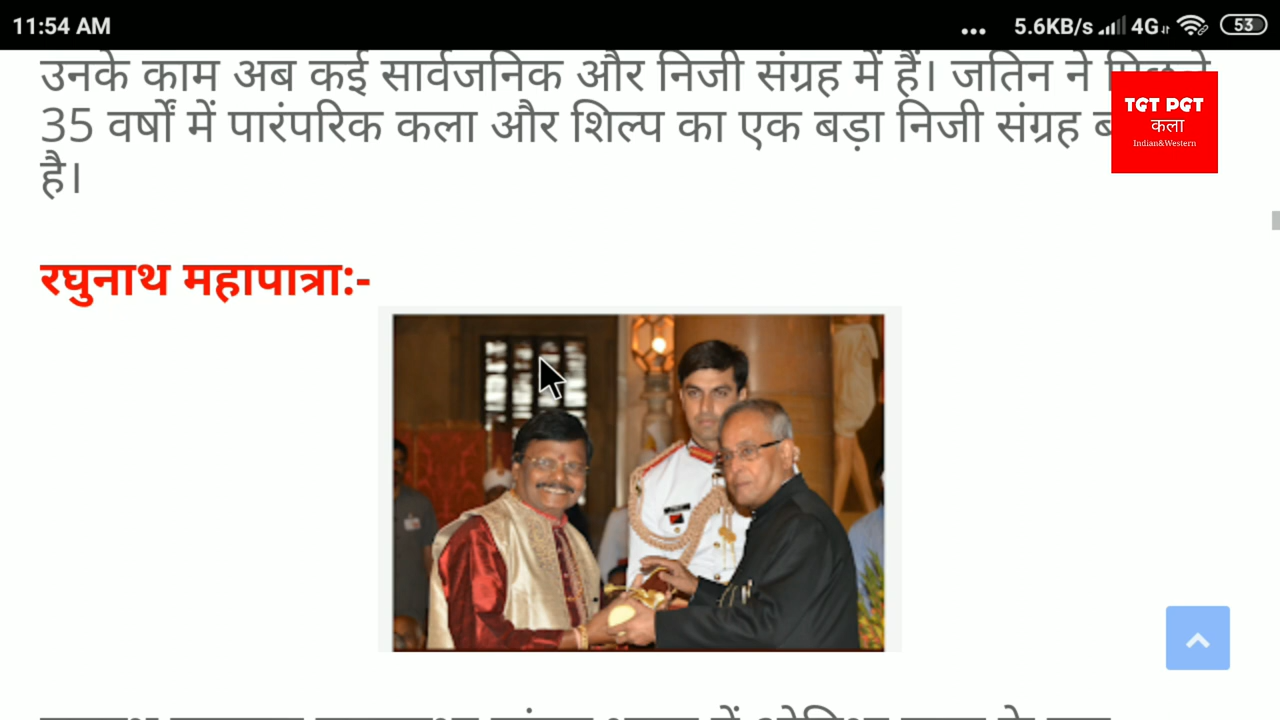 11:54 AM
... 5.6KB/s 4G 53
उनके काम अब कई सार्वजनिक और निजी संग्रह में हैं। जतिन ने
35 वर्षों में पारंपरिक कला और शिल्प का एक बड़ा निजी संग्रह
है।
TGT PGT
कला
Indian&Western
रघुनाथ महापात्रा:-